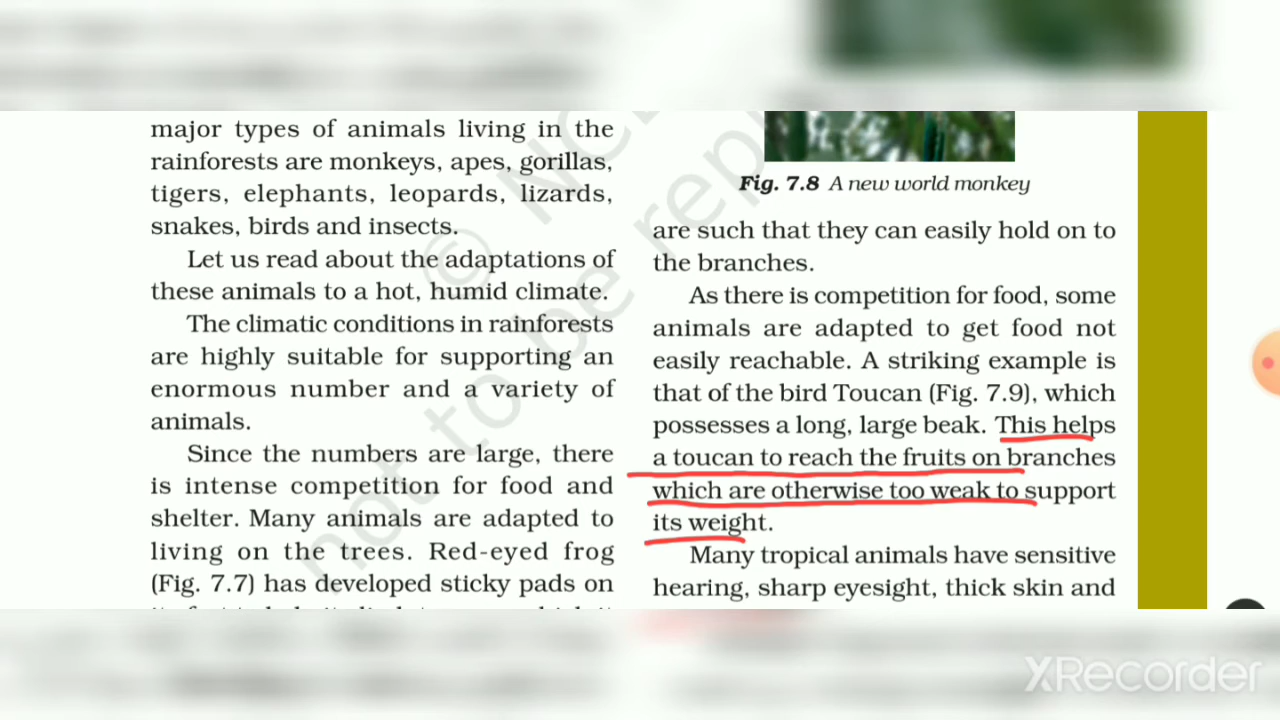 major types of animals living in the
rainforests are monkeys, apes, gorillas,
tigers, elephants, leopards, lizards,
snakes, birds and insects.
Let us read about the adaptations of
these animals to a hot, humid climate.
The climatic conditions in rainforests
are highly suitable for supporting an
enormous number and a variety of
animals.
Since the numbers are large, there
is intense competition for food and
shelter. Many animals are adapted to
living on the trees. Red-eyed frog
(Fig. 7.7) has developed sticky pads on
Fig. 7.8 A new world monkey
are such that they can easily hold on to
the branches.
As there is competition for food, some
animals are adapted to get food not
easily reachable. A striking example is
that of the bird Toucan (Fig. 7.9), which
possesses a long, large beak. This helps
a toucan to reach the fruits on branches
which are otherwise too weak to support
its weight.
Many tropical animals have sensitive
hearing, sharp eyesight, thick skin and
not to be
XRecorder